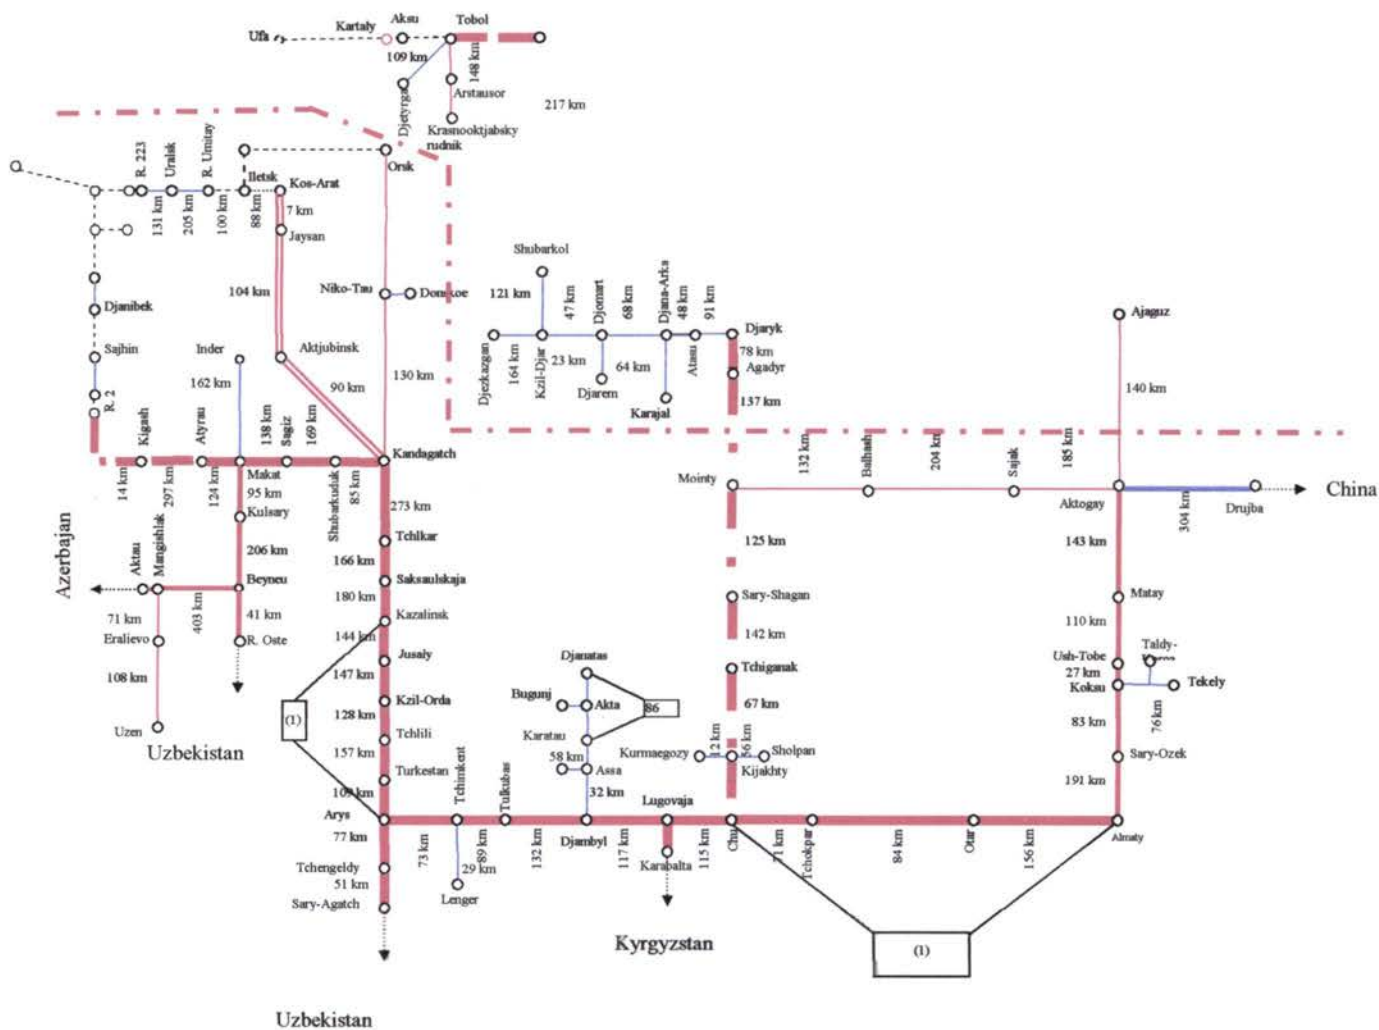 Kartaly
Aksu
Tobol
Ufa
109 km
148 km
Djetyrga
Arstausor
217 km
Krasnooktjabsky
rudnik
R. 223
Uralsk
R. Umitay
Iletsk
Kos-Arat
Orsk
131 km
205 km
100 km
88 km
7 km
Jaysan
104 km
Niko-Tau
Donskoe
Djanibek
Sajhin
R. 2
Inder
162 km
Aktjubinsk
90 km
130 km
Shubarkol
121 km
47 km
Djomart
68 km
Djana-Arka
48 km
91 km
Djaryk
78 km
Agadyr
137 km
Djezkazgan
164 km
Kzil-Djar
23 km
Djarem
64 km
Karajal
Atasu
Ajaguz
140 km
Kigash
Atyrau
138 km
Sagiz
169 km
Kandagatch
14 km
297 km
124 km
Makat
95 km
Shubarkuduk
85 km
273 km
Kulsary
206 km
Tchlkar
166 km
Saksaulskaja
180 km
Kazalinsk
144 km
Jusaly
147 km
Kzil-Orda
128 km
Tchlili
157 km
Turkestan
109 km
Arys
77 km
Tchengeldy
51 km
Sary-Agatch
Azerbajan
Aktau
Mangishlak
Beyneu
71 km
403 km
41 km
Eralievo
R. Oste
108 km
Uzen
Uzbekistan
(1)
Mointy
132 km
Balhash
204 km
Sajak
185 km
Aktogay
304 km
Drujba
China
125 km
143 km
Sary-Shagan
Matay
142 km
110 km
Tchiganak
Ush-Tobe
Taldy-
27 km
Koksu
Tekely
67 km
83 km
76 km
Djanatas
Bugunj
Akta
86
Karatau
58 km
Assa
32 km
Kurmaegozy
12 km
56 km
Sholpan
Kijakhty
Sary-Ozek
191 km
Tchimkent
Tulkubas
Lugovaja
73 km
89 km
132 km
Djambyl
117 km
Karabalta
115 km
Chu
71 km
Tchokpar
84 km
Otar
156 km
Almaty
29 km
Lenger
Kyrgyzstan
(1)
Uzbekistan